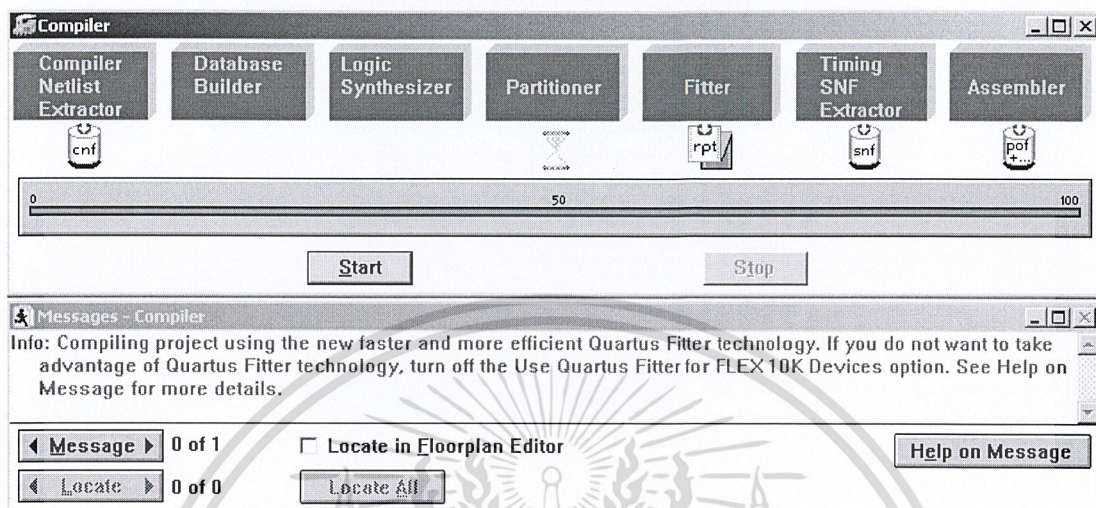 Compiler
Compiler
Netlist
Extractor
Database
Builder
Logic
Synthesizer
Partitioner
Fitter
Timing
SNF
Extractor
Assembler
cnf
rpt
snf
pof
+...
0
50
100
Start
Stop
Messages - Compiler
Info: Compiling project using the new faster and more efficient Quartus Fitter technology. If you do not want to take
advantage of Quartus Fitter technology, turn off the Use Quartus Fitter for FLEX 10K Devices option. See Help on
Message for more details.
Message 0 of 1
Locate in Floorplan Editor
Help on Message
Locate 0 of 0
Locate All